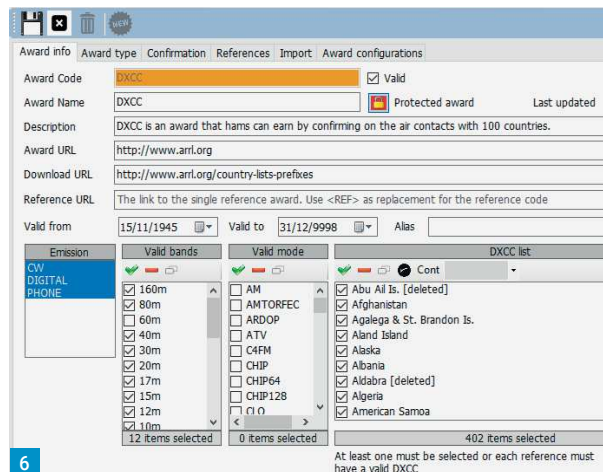 NEW
Award info Award type Confirmation References Import Award configurations
Award Code DXCC Valid
Award Name DXCC Protected award Last updated
Description DXCC is an award that hams can earn by confirming on the air contacts with 100 countries.
Award URL http://www.arrl.org
Download URL http://www.arrl.org/country-lists-prefixes
Reference URL The link to the single reference award. Use <REF> as replacement for the reference code
Valid from 15/11/1945 Valid to 31/12/9998 Alias
Emission Valid bands Valid mode DXCC list
CW
DIGITAL
PHONE
160m
80m
60m
40m
30m
20m
17m
15m
12m
10m
12 items selected
AM
AMTORFEC
ARDOP
ATV
C4FM
CHIP
CHIP64
CHIP128
CLO
0 items selected
Cont
Abu Ail Is. [deleted]
Afghanistan
Agalega & St. Brandon Is.
Aland Island
Alaska
Albania
Aldabra [deleted]
Algeria
American Samoa
402 items selected
At least one must be selected or each reference must
have a valid DXCC
6